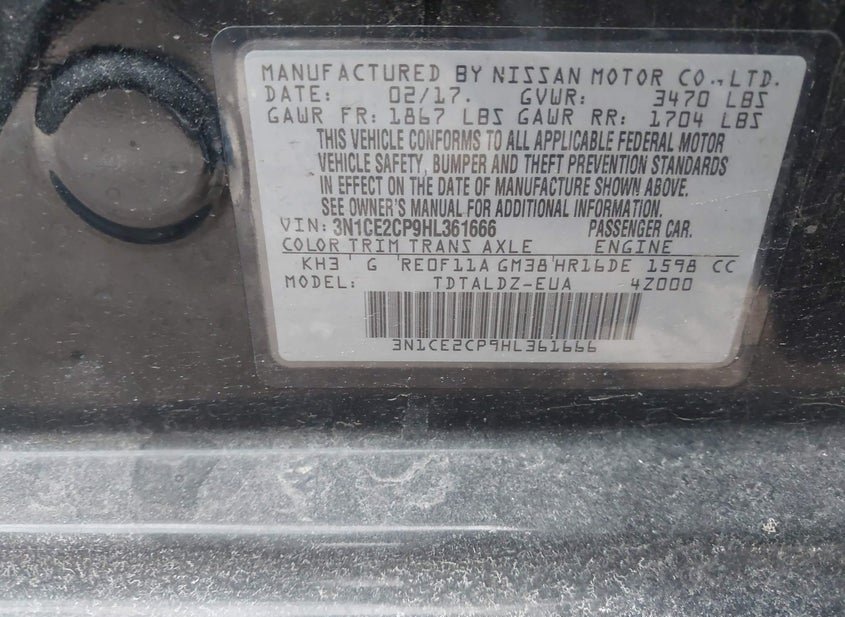 MANUFACTURED BY NISSAN MOTOR CO.,LTD.
DATE: 02/17. GVWR: 3470 LBS
GAWR FR: 1867 LBS GAWR RR: 1704 LBS
THIS VEHICLE CONFORMS TO ALL APPLICABLE FEDERAL MOTOR
VEHICLE SAFETY, BUMPER AND THEFT PREVENTION STANDARDS
IN EFFECT ON THE DATE OF MANUFACTURE SHOWN ABOVE.
SEE OWNER'S MANUAL FOR ADDITIONAL INFORMATION.
VIN: 3N1CE2CP9HL361666 PASSENGER CAR.
COLOR TRIM TRANS AXLE ENGINE
KH3 G RE0F11A GM38 HR16DE 1598 CC
MODEL: TDTALDZ-EUA 4Z000
3N1CE2CP9HL361666